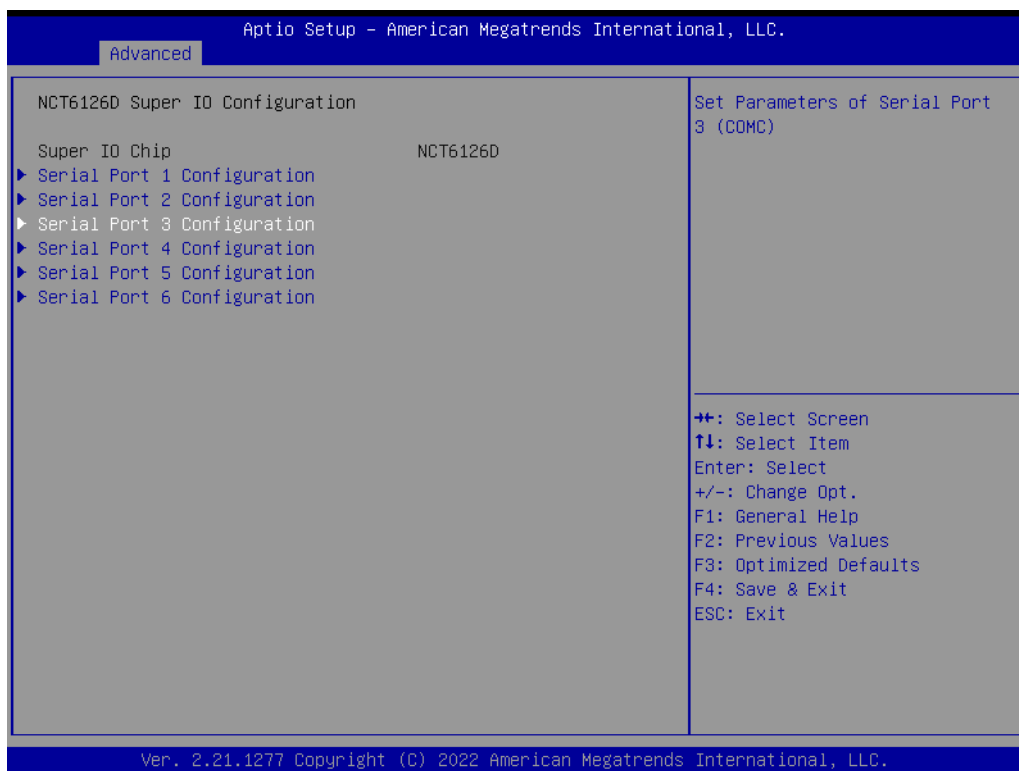 Aptio Setup – American Megatrends International, LLC.
Advanced
NCT6126D Super IO Configuration
Super IO Chip NCT6126D
Serial Port 1 Configuration
Serial Port 2 Configuration
Serial Port 3 Configuration
Serial Port 4 Configuration
Serial Port 5 Configuration
Serial Port 6 Configuration
Set Parameters of Serial Port
3 (COMC)
→←: Select Screen
↑↓: Select Item
Enter: Select
+/-: Change Opt.
F1: General Help
F2: Previous Values
F3: Optimized Defaults
F4: Save & Exit
ESC: Exit
Ver. 2.21.1277 Copyright (C) 2022 American Megatrends International, LLC.